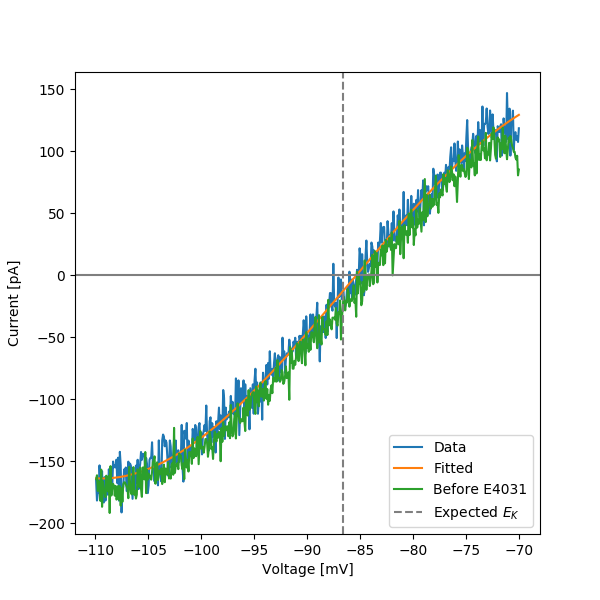 150
100
50
0
−50
−100
−150
−200
Current [pA]
Data
Fitted
Before E4031
Expected $E_K$
−110 −105 −100 −95 −90 −85 −80 −75 −70
Voltage [mV]